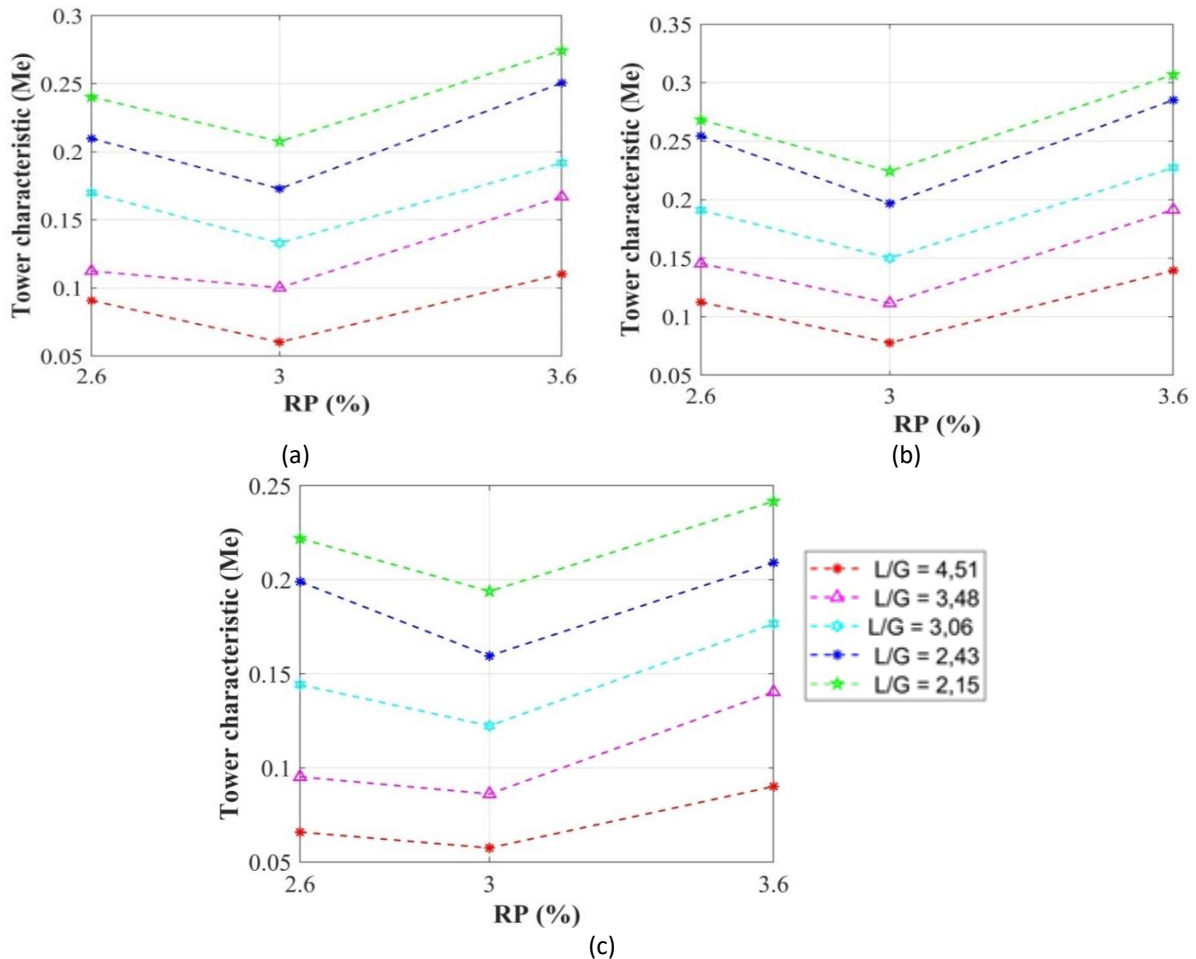 0.3
0.25
0.2
0.15
0.1
0.05
Tower characteristic (Me)
2.6 3 3.6
RP (%)
(a)
0.35
0.3
0.25
0.2
0.15
0.1
0.05
Tower characteristic (Me)
2.6 3 3.6
RP (%)
(b)
0.25
0.2
0.15
0.1
0.05
Tower characteristic (Me)
2.6 3 3.6
RP (%)
(c)
L/G = 4,51
L/G = 3,48
L/G = 3,06
L/G = 2,43
L/G = 2,15